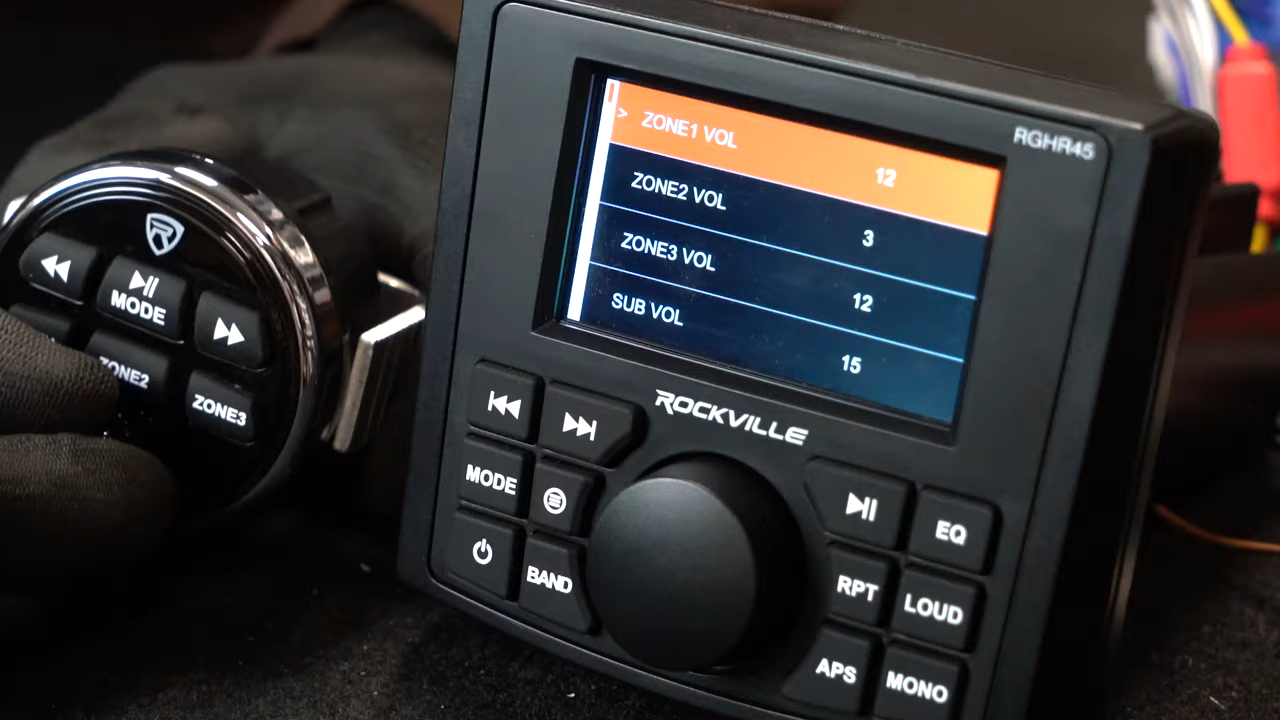 RGHR45
> ZONE1 VOL 12
ZONE2 VOL 3
ZONE3 VOL 12
SUB VOL 15
ROCKVILLE
MODE
BAND
EQ
RPT
LOUD
APS
MONO
R
MODE
ZONE2
ZONE3